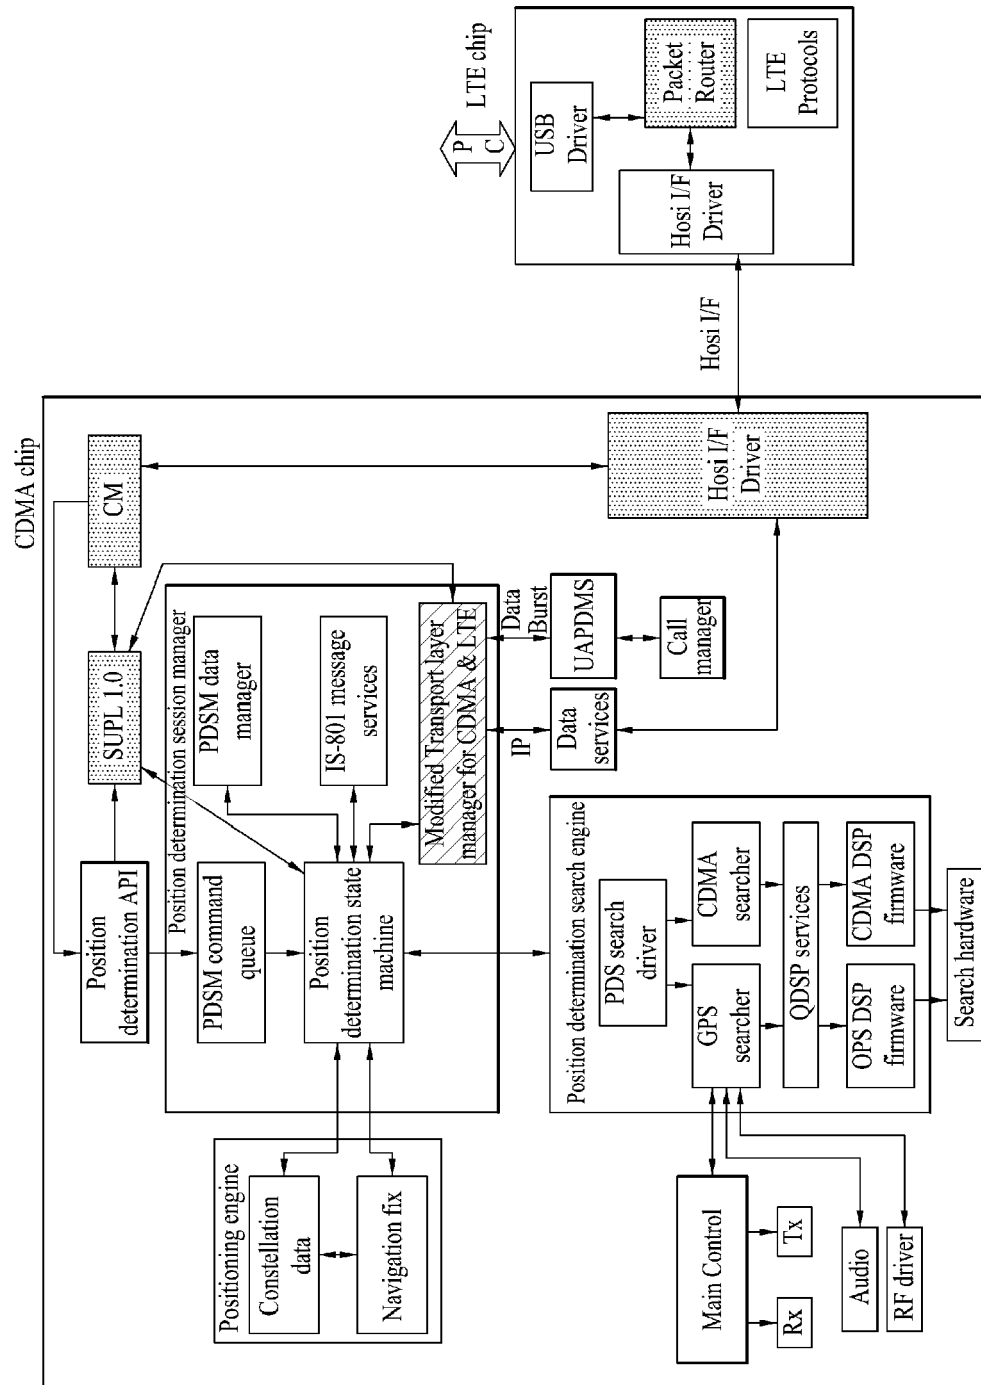 CDMA chip
LTE chip
Position
determination API
SUPL 1.0
CM
Position determination session manager
PDSM command
queue
PDSM data
manager
Position
determination state
machine
IS-801 message
services
Modified Transport layer
manager for CDMA & LTE
Positioning engine
Constellation
data
Navigation fix
IP
Data
Burst
Data
services
UAPDMS
Call
manager
Hosi I/F
Driver
Hosi I/F
P
C
USB
Driver
Packet
Router
Hosi I/F
Driver
LTE
Protocols
Position determination search engine
PDS search
driver
GPS
searcher
CDMA
searcher
QDSP services
OPS DSP
firmware
CDMA DSP
firmware
Search hardware
Main Control
Rx
Tx
Audio
RF driver